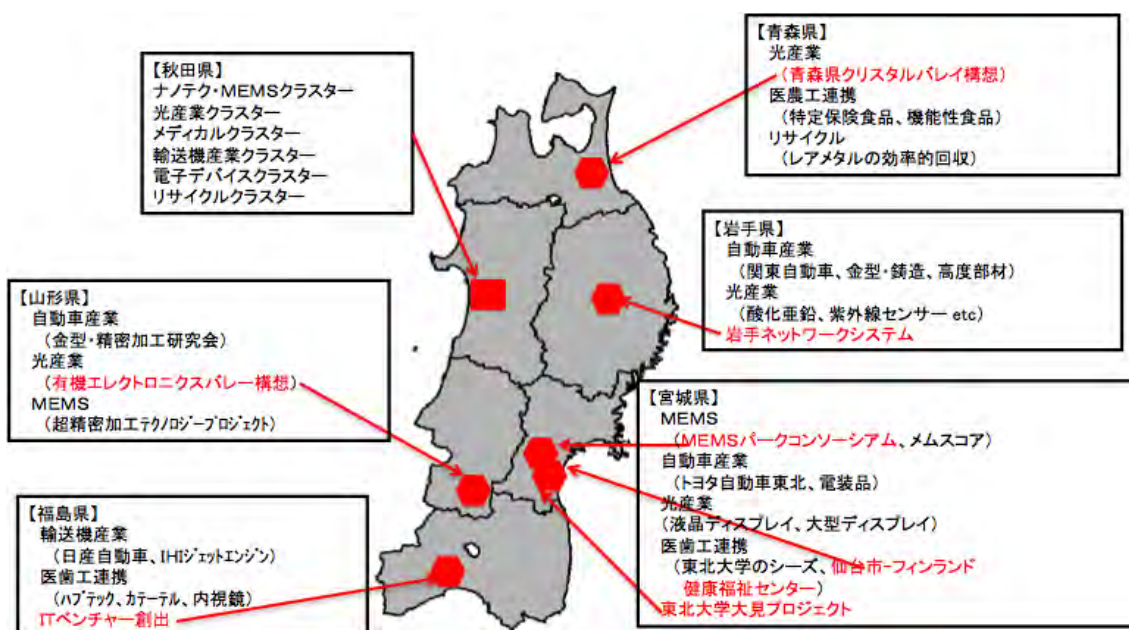 【秋田県】
ナノテク・MEMSクラスター
光産業クラスター
メディカルクラスター
輸送機産業クラスター
電子デバイスクラスター
リサイクルクラスター
【青森県】
光産業
(青森県クリスタルバレイ構想)
医農工連携
(特定保険食品、機能性食品)
リサイクル
(レアメタルの効率的回収)
【岩手県】
自動車産業
(関東自動車、金型・鋳造、高度部材)
光産業
(酸化亜鉛、紫外線センサー etc)
岩手ネットワークシステム
【山形県】
自動車産業
(金型・精密加工研究会)
光産業
(有機エレクトロニクスバレー構想)
MEMS
(超精密加工テクノロジープロジェクト)
【宮城県】
MEMS
(MEMSパークコンソーシアム、メムスコア)
自動車産業
(トヨタ自動車東北、電装品)
光産業
(液晶ディスプレイ、大型ディスプレイ)
医歯工連携
(東北大学のシーズ、仙台市-フィンランド
健康福祉センター)
東北大学大見プロジェクト
【福島県】
輸送機産業
(日産自動車、IHIジェットエンジン)
医歯工連携
(ハプテック、カテーテル、内視鏡)
ITベンチャー創出